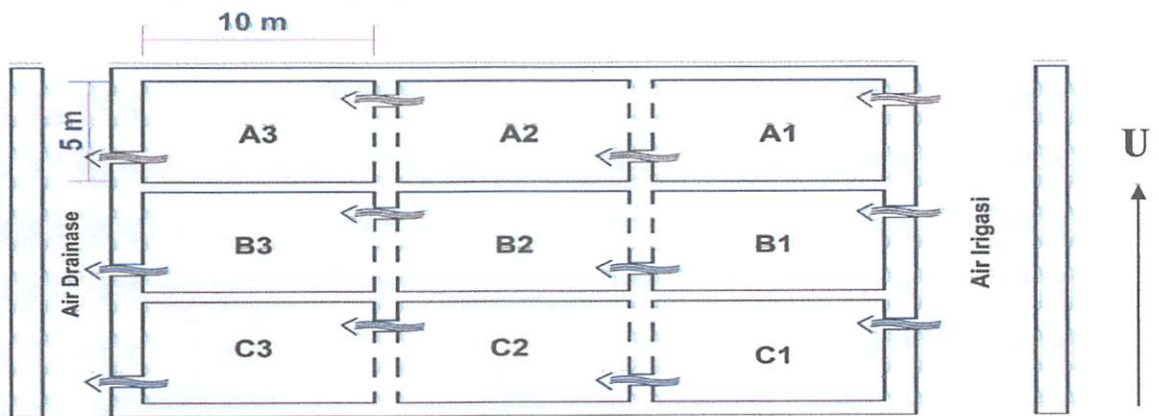 10 m
5 m
A3 A2 A1
U
B3 B2 B1
Air Drainase
Air Irigasi
C3 C2 C1